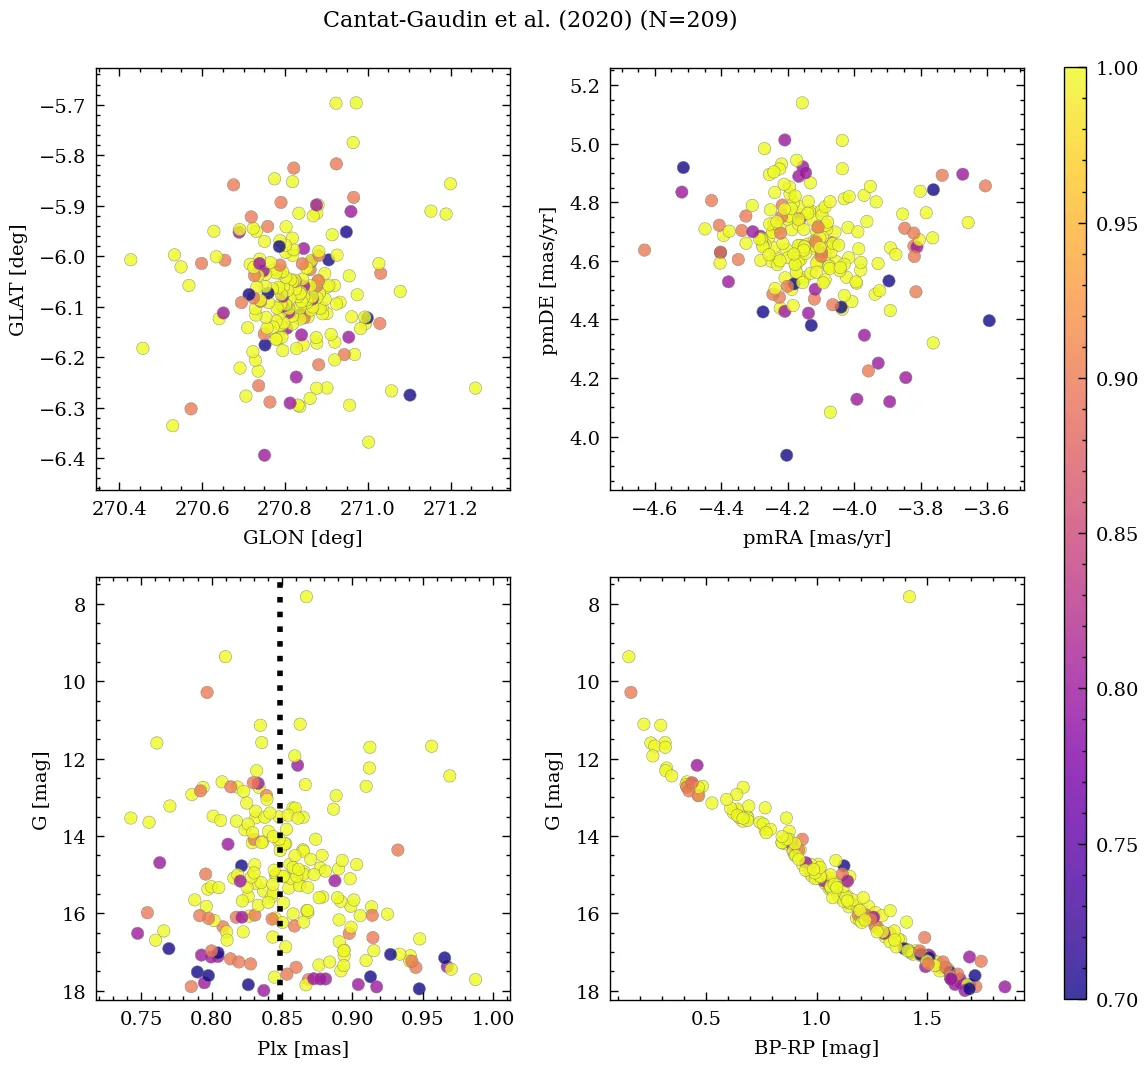 Cantat-Gaudin et al. (2020) (N=209)
−5.7
−5.8
−5.9
−6.0
−6.1
−6.2
−6.3
−6.4
GLAT [deg]
270.4 270.6 270.8 271.0 271.2
GLON [deg]
5.2
5.0
4.8
4.6
4.4
4.2
4.0
pmDE [mas/yr]
−4.6 −4.4 −4.2 −4.0 −3.8 −3.6
pmRA [mas/yr]
8
10
12
14
16
18
G [mag]
0.75 0.80 0.85 0.90 0.95 1.00
Plx [mas]
8
10
12
14
16
18
G [mag]
0.5 1.0 1.5
BP-RP [mag]
1.00
0.95
0.90
0.85
0.80
0.75
0.70